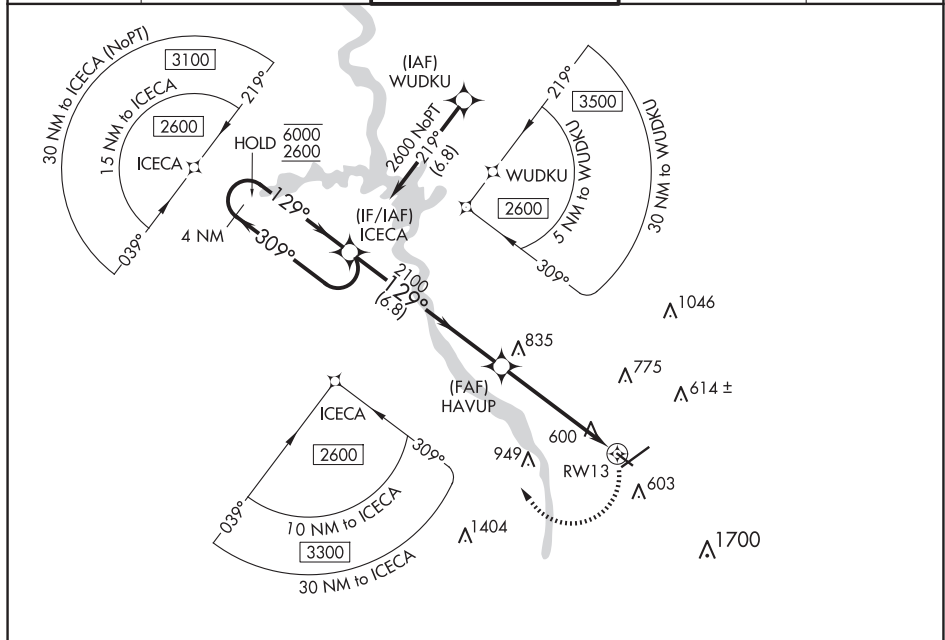 30 NM to ICECA (NoPT)
3100
15 NM to ICECA
219°
2600
ICECA
039°
HOLD
6000
2600
4 NM
129°
309°
(IF/IAF)
ICECA
(IAF)
WUDKU
2600 NoPT
219°
(6.8)
219°
3500
WUDKU
2600
5 NM to WUDKU
30 NM to WUDKU
309°
2100
129°
(6.8)
1046
835
775
614 ±
(FAF)
HAVUP
600
949
RW13
603
1404
1700
ICECA
2600
309°
039°
10 NM to ICECA
3300
30 NM to ICECA